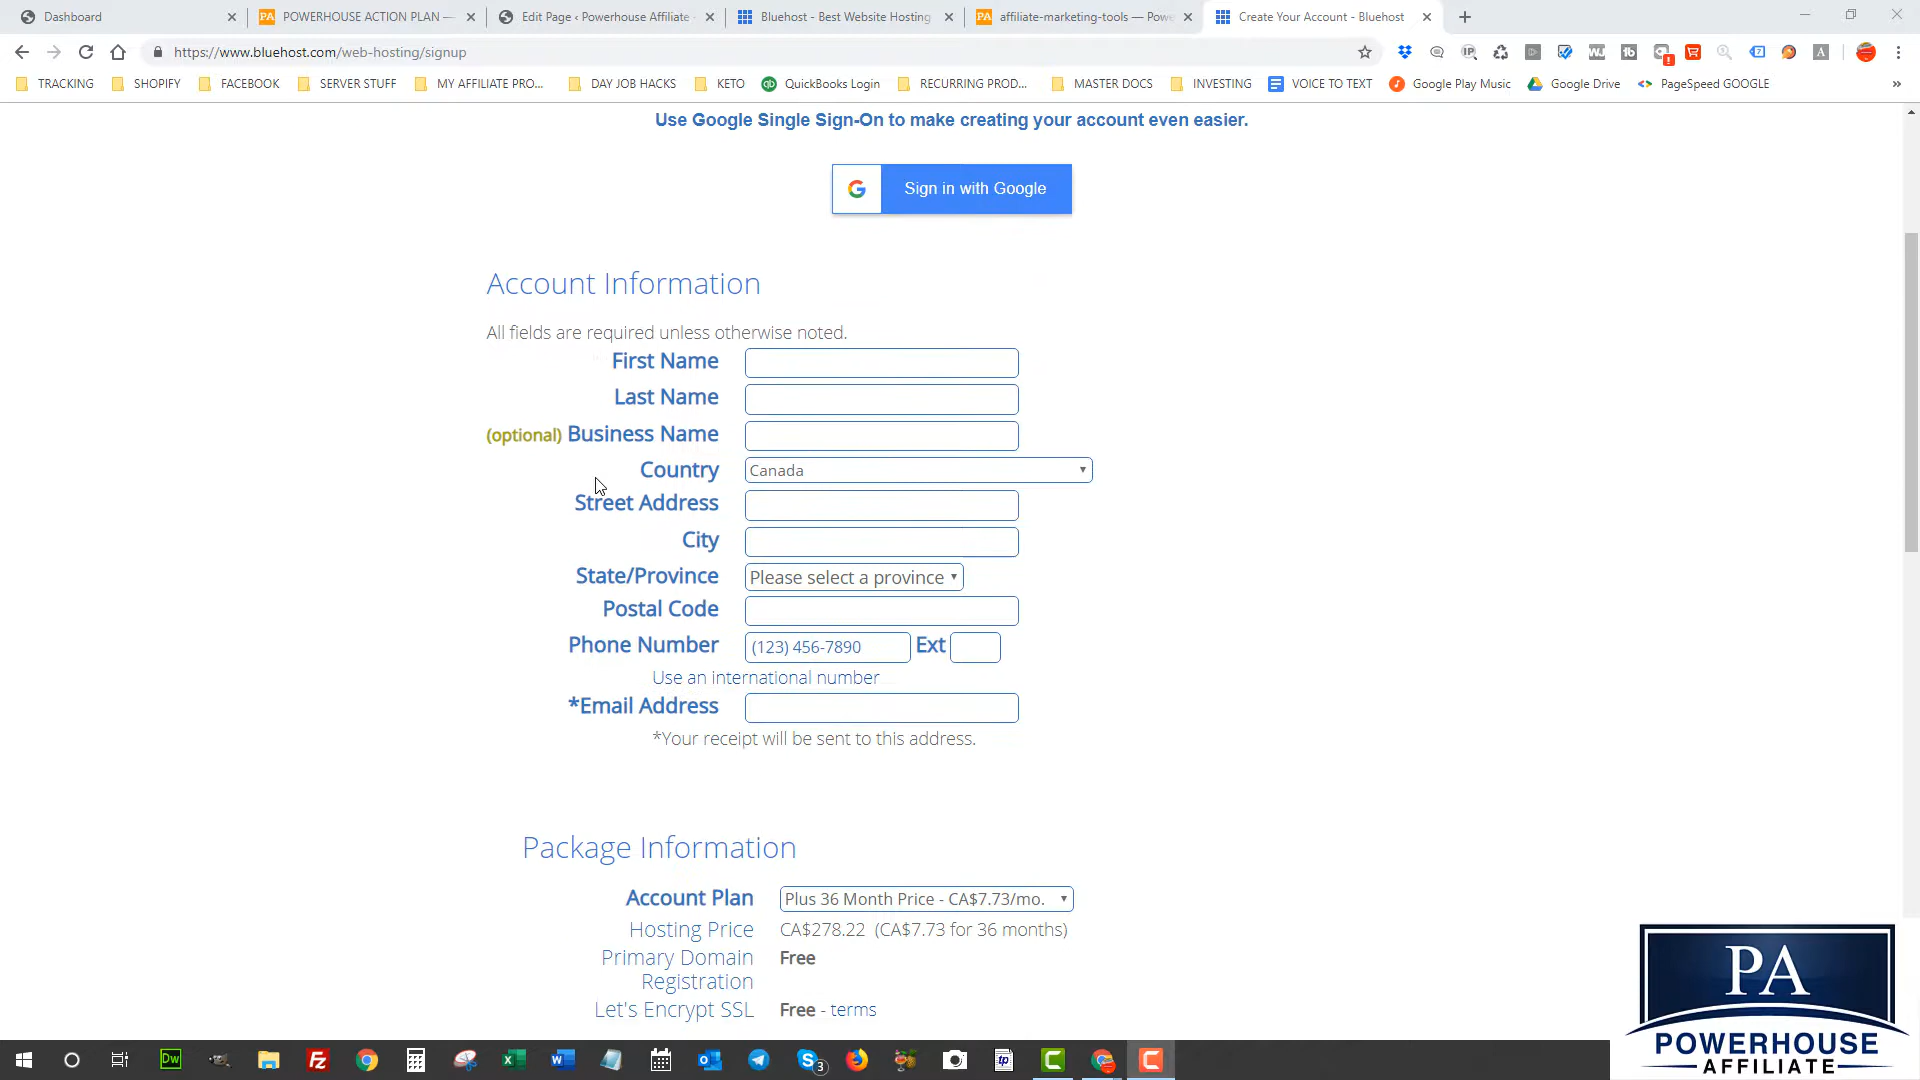 Dashboard
POWERHOUSE ACTION PLAN —
Edit Page ‹ Powerhouse Affiliate
Bluehost - Best Website Hosting
affiliate-marketing-tools — Powe
Create Your Account - Bluehost
https://www.bluehost.com/web-hosting/signup
TRACKING
SHOPIFY
FACEBOOK
SERVER STUFF
MY AFFILIATE PRO...
DAY JOB HACKS
KETO
QuickBooks Login
RECURRING PROD...
MASTER DOCS
INVESTING
VOICE TO TEXT
Google Play Music
Google Drive
PageSpeed GOOGLE
Use Google Single Sign-On to make creating your account even easier.
Sign in with Google
Account Information
All fields are required unless otherwise noted.
First Name
Last Name
(optional) Business Name
Country Canada
Street Address
City
State/Province Please select a province
Postal Code
Phone Number (123) 456-7890 Ext
Use an international number
*Email Address
*Your receipt will be sent to this address.
Package Information
Account Plan Plus 36 Month Price - CA$7.73/mo.
Hosting Price CA$278.22 (CA$7.73 for 36 months)
Primary Domain Free
Registration
Let's Encrypt SSL Free - terms
PA
POWERHOUSE
AFFILIATE